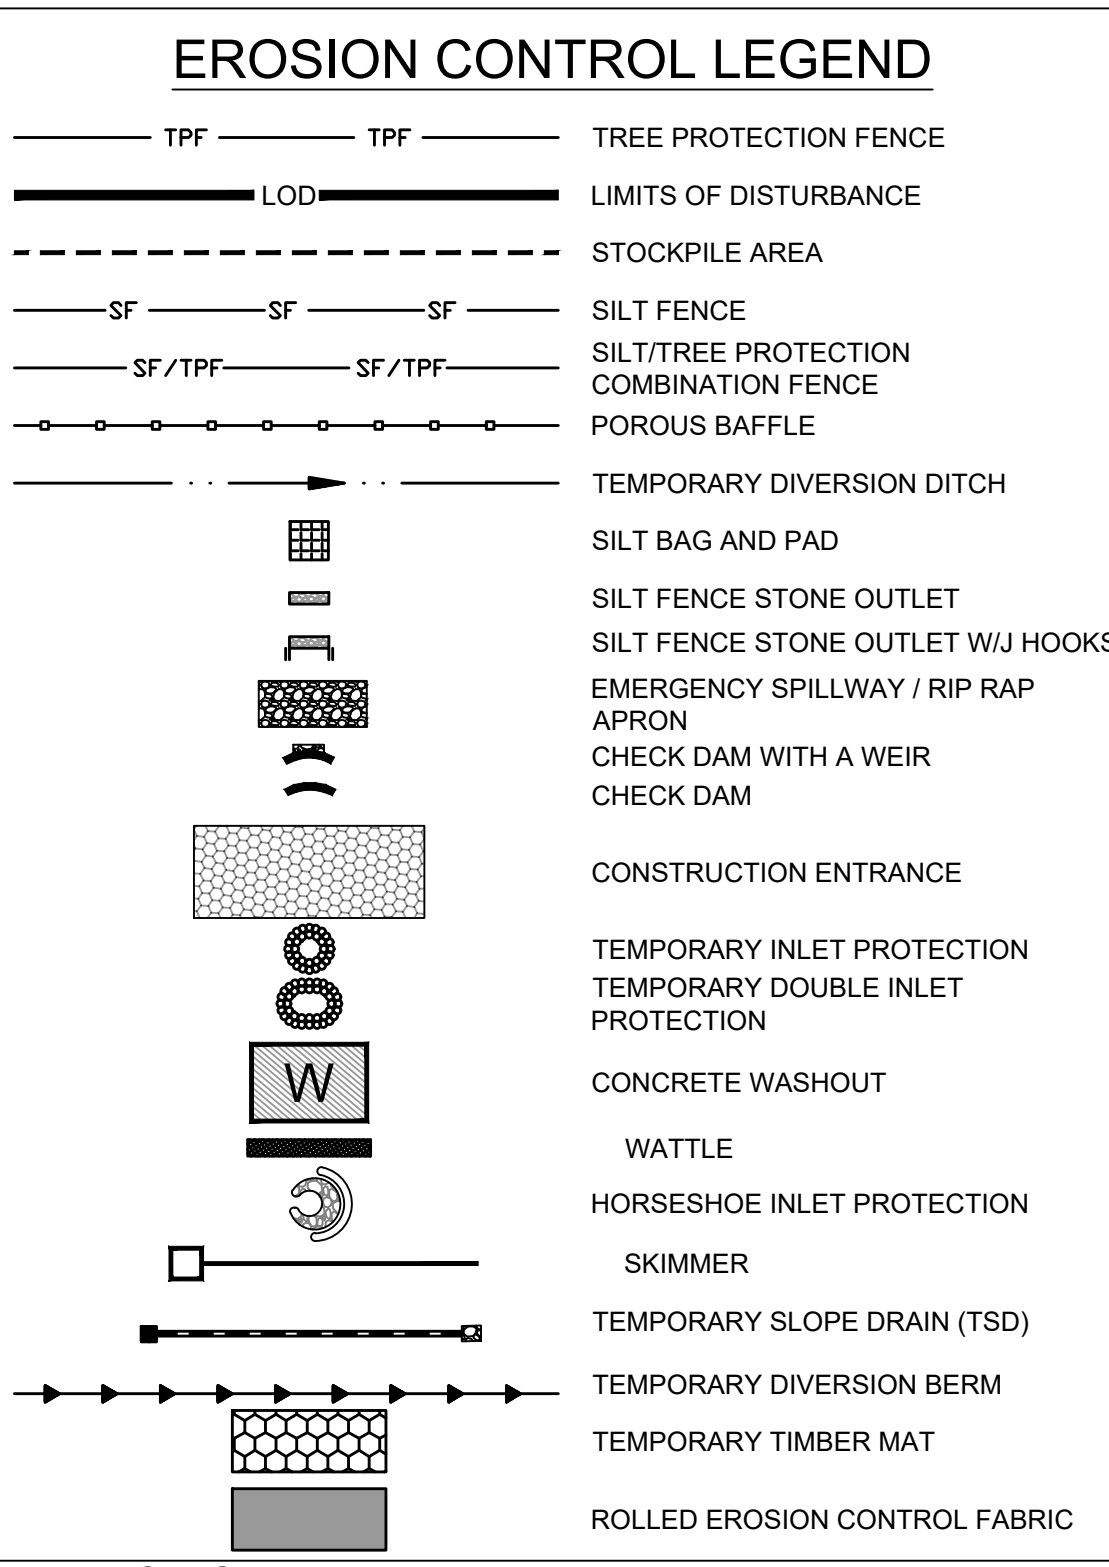 EROSION CONTROL LEGEND
TPF TPF TREE PROTECTION FENCE
LOD LIMITS OF DISTURBANCE
STOCKPILE AREA
SF SF SF SILT FENCE
SF/TPF SF/TPF SILT/TREE PROTECTION
COMBINATION FENCE
POROUS BAFFLE
TEMPORARY DIVERSION DITCH
SILT BAG AND PAD
SILT FENCE STONE OUTLET
SILT FENCE STONE OUTLET W/J HOOKS
EMERGENCY SPILLWAY / RIP RAP
APRON
CHECK DAM WITH A WEIR
CHECK DAM
CONSTRUCTION ENTRANCE
TEMPORARY INLET PROTECTION
TEMPORARY DOUBLE INLET
PROTECTION
W CONCRETE WASHOUT
WATTLE
HORSESHOE INLET PROTECTION
SKIMMER
TEMPORARY SLOPE DRAIN (TSD)
TEMPORARY DIVERSION BERM
TEMPORARY TIMBER MAT
ROLLED EROSION CONTROL FABRIC